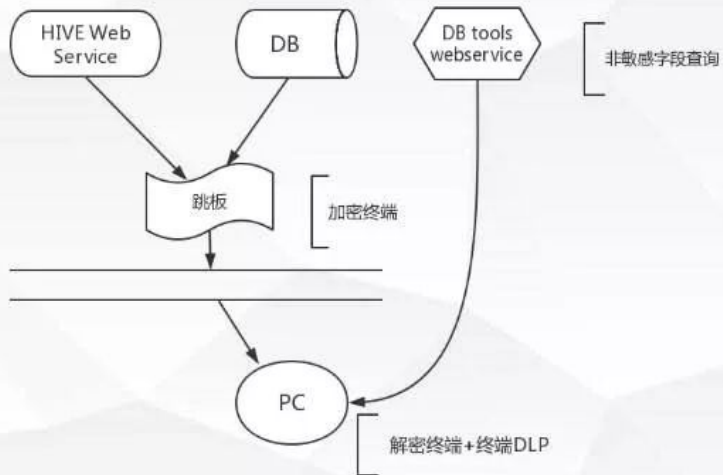 HIVE Web
Service
DB
DB tools
webservice
非敏感字段查询
跳板
加密终端
PC
解密终端+终端DLP